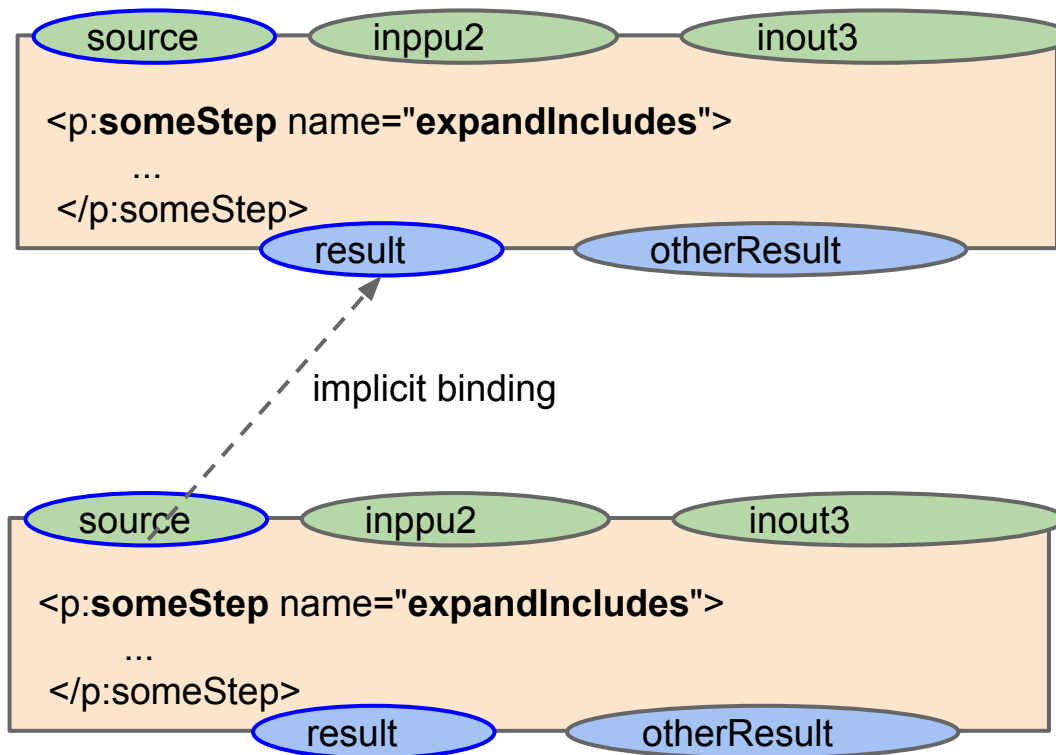 source inppu2 inout3
<p:someStep name="expandIncludes">
...
</p:someStep>
result otherResult
implicit binding
source inppu2 inout3
<p:someStep name="expandIncludes">
...
</p:someStep>
result otherResult